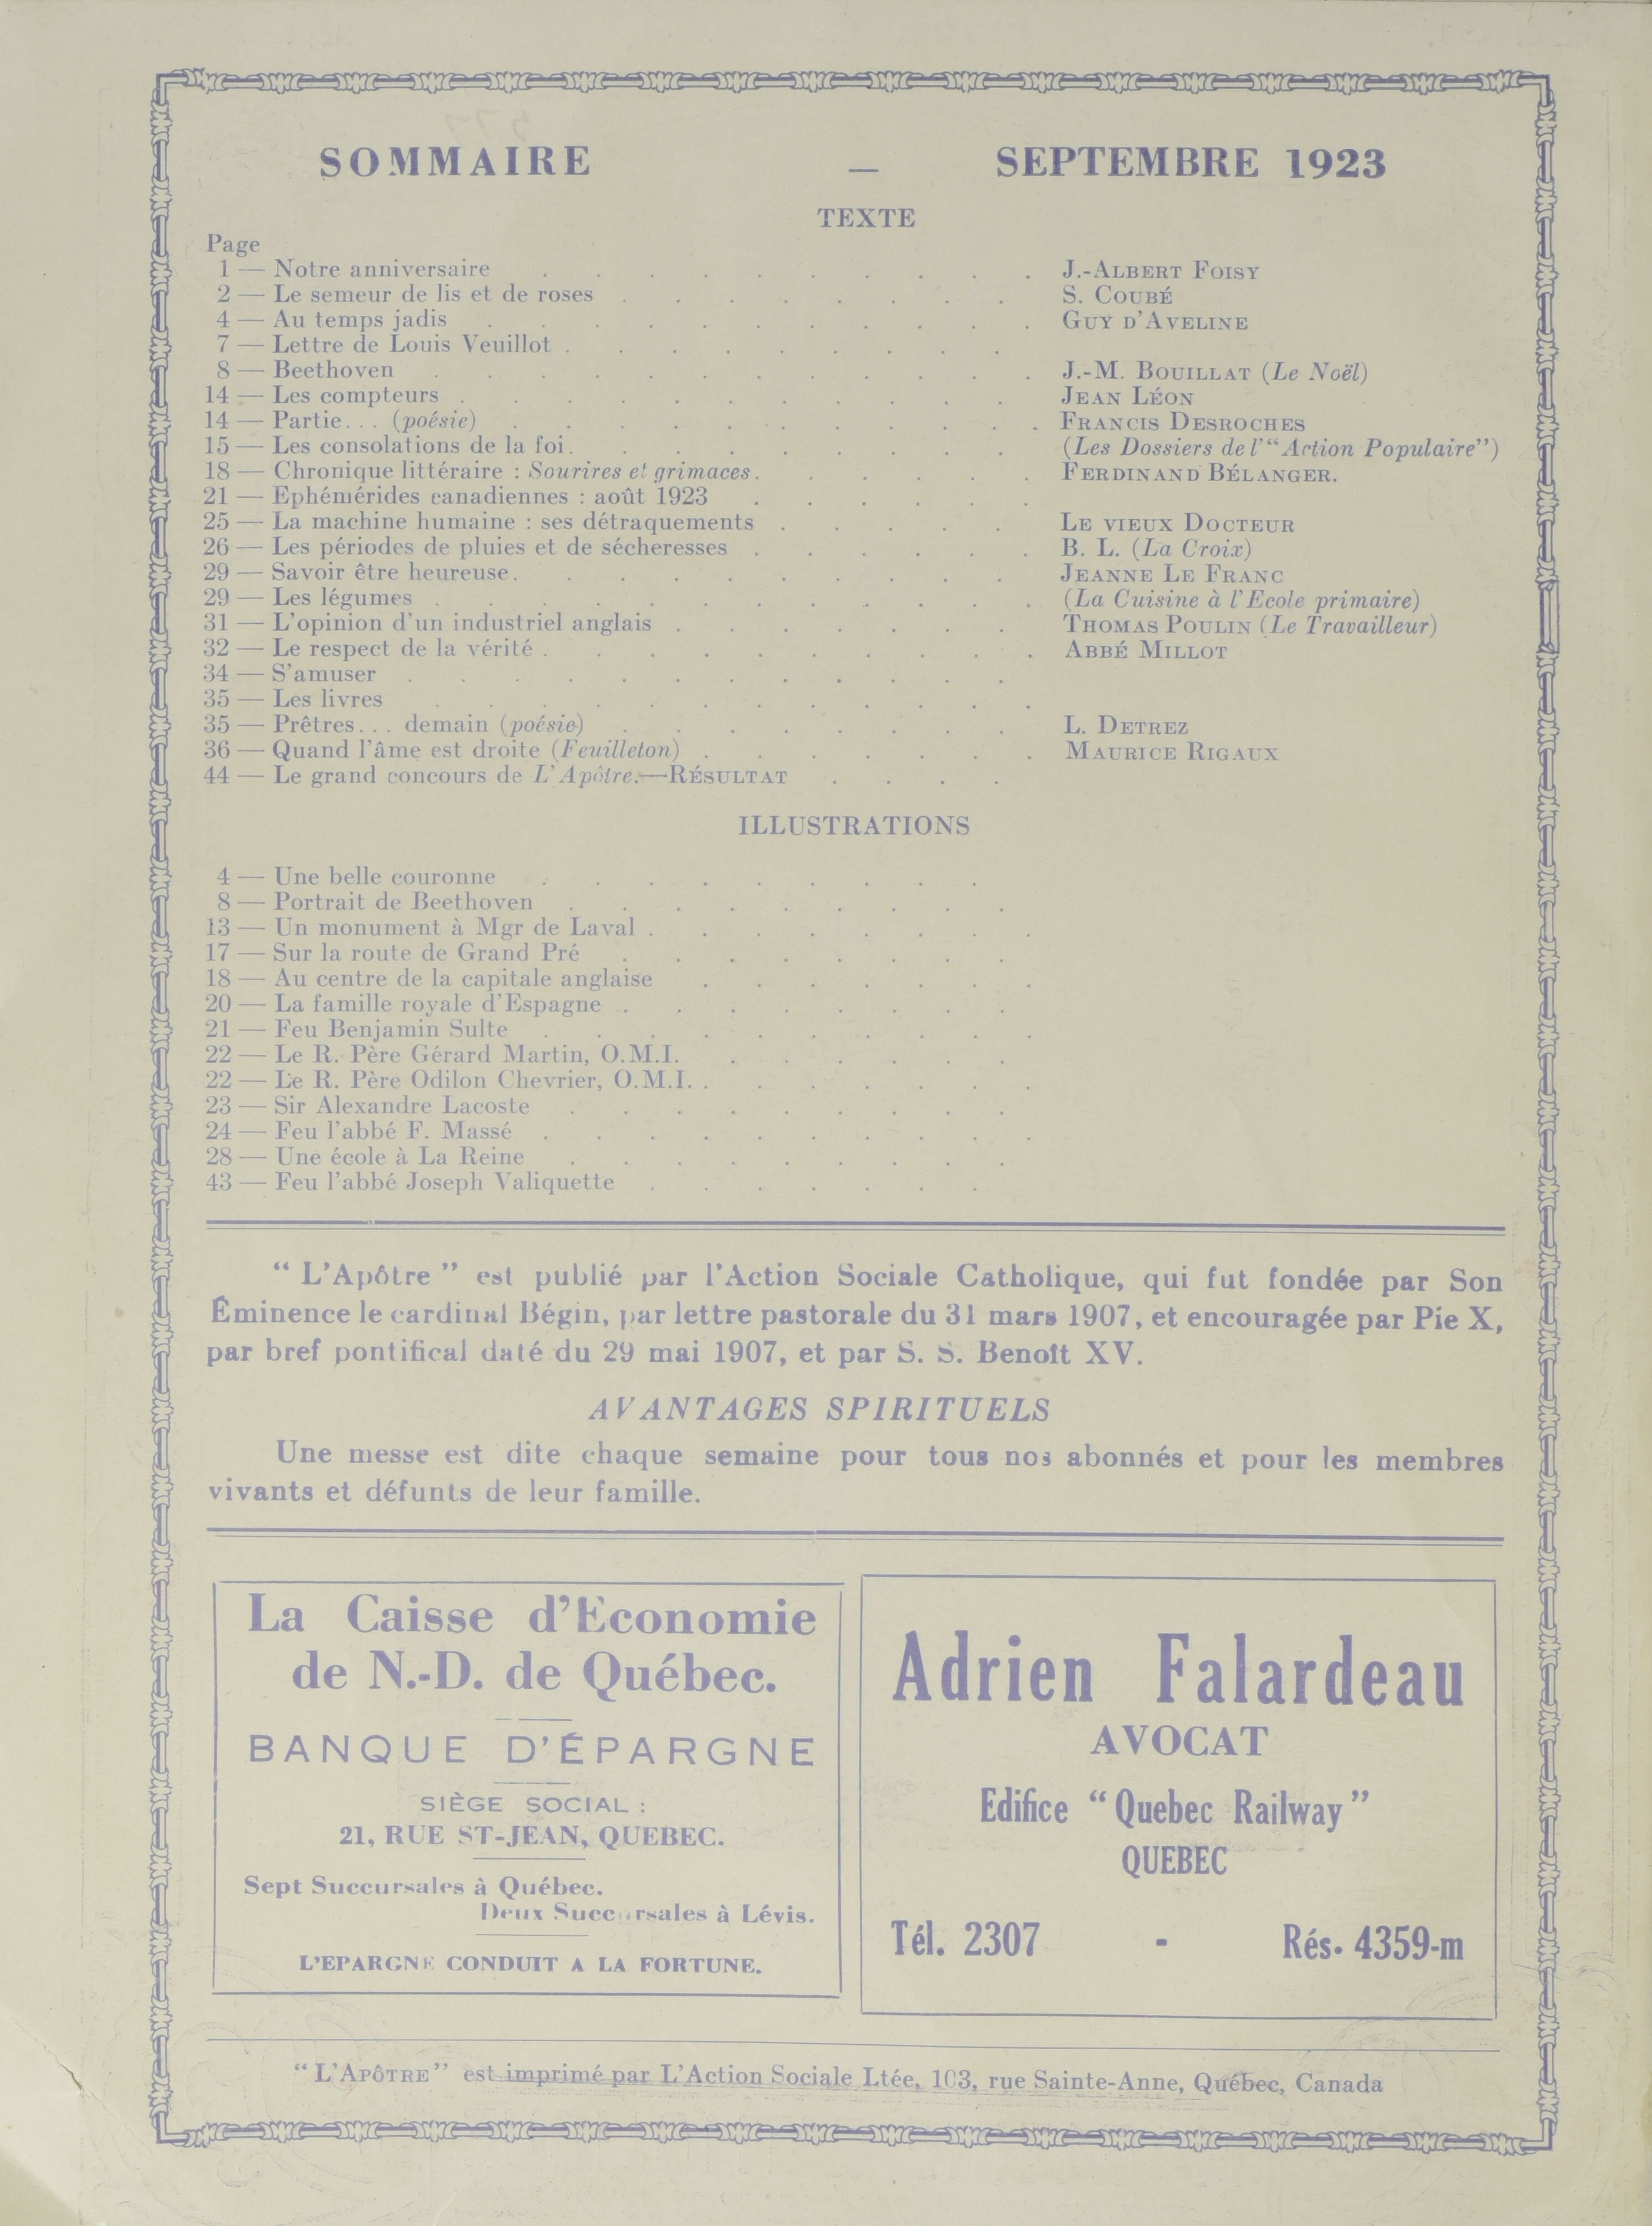 SOMMAIRE — SEPTEMBRE 1923
TEXTE
Page
1 — Notre anniversaire . . . . . . . . . . J.-ALBERT FOISY
2 — Le semeur de lis et de roses . . . . . . . . S. COUBÉ
4 — Au temps jadis . . . . . . . . . . . GUY D'AVELINE
7 — Lettre de Louis Veuillot . . . . . . . . .
8 — Beethoven . . . . . . . . . . . . J.-M. BOUILLAT (Le Noël)
14 — Les compteurs . . . . . . . . . . . JEAN LÉON
14 — Partie... (poésie) . . . . . . . . . . . FRANCIS DESROCHES
15 — Les consolations de la foi. . . . . . . . . . (Les Dossiers de l'“Action Populaire”)
18 — Chronique littéraire : Sourires et grimaces. . . . . . FERDINAND BÉLANGER.
21 — Ephémérides canadiennes : août 1923 . . . . . .
25 — La machine humaine : ses détraquements . . . . . LE VIEUX DOCTEUR
26 — Les périodes de pluies et de sécheresses . . . . . . B. L. (La Croix)
29 — Savoir être heureuse. . . . . . . . . . JEANNE LE FRANC
29 — Les légumes . . . . . . . . . . . . (La Cuisine à l'Ecole primaire)
31 — L'opinion d'un industriel anglais . . . . . . . THOMAS POULIN (Le Travailleur)
32 — Le respect de la vérité . . . . . . . . . . ABBÉ MILLOT
34 — S'amuser . . . . . . . . . . . .
35 — Les livres . . . . . . . . . . . .
35 — Prêtres... demain (poésie) . . . . . . . . L. DETREZ
36 — Quand l'âme est droite (Feuilleton) . . . . . . . MAURICE RIGAUX
44 — Le grand concours de L'Apôtre.—RÉSULTAT . . . .
ILLUSTRATIONS
4 — Une belle couronne . . . . . . . . .
8 — Portrait de Beethoven . . . . . . . . .
13 — Un monument à Mgr de Laval . . . . . . . .
17 — Sur la route de Grand Pré . . . . . . . .
18 — Au centre de la capitale anglaise . . . . . . .
20 — La famille royale d'Espagne . . . . . . . .
21 — Feu Benjamin Sulte . . . . . . . . . .
22 — Le R. Père Gérard Martin, O.M.I. . . . . . .
22 — Le R. Père Odilon Chevrier, O.M.I. . . . . . . .
23 — Sir Alexandre Lacoste . . . . . . . . .
24 — Feu l'abbé F. Massé . . . . . . . . . .
28 — Une école à La Reine . . . . . . . . .
43 — Feu l'abbé Joseph Valiquette . . . . . . .
“ L'Apôtre ” est publié par l'Action Sociale Catholique, qui fut fondée par Son
Éminence le cardinal Bégin, par lettre pastorale du 31 mars 1907, et encouragée par Pie X,
par bref pontifical daté du 29 mai 1907, et par S. S. Benoît XV.
AVANTAGES SPIRITUELS
Une messe est dite chaque semaine pour tous nos abonnés et pour les membres
vivants et défunts de leur famille.
La Caisse d'Economie
de N.-D. de Québec.
BANQUE D'ÉPARGNE
SIÈGE SOCIAL :
21, RUE ST-JEAN, QUEBEC.
Sept Succursales à Québec.
Deux Succursales à Lévis.
L'EPARGNE CONDUIT A LA FORTUNE.
Adrien Falardeau
AVOCAT
Edifice “ Quebec Railway ”
QUEBEC
Tél. 2307 - Rés. 4359-m
“ L'APÔTRE ” est imprimé par L'Action Sociale Ltée, 103, rue Sainte-Anne, Québec, Canada